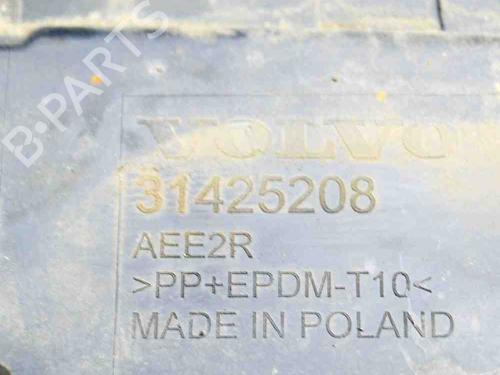 B-PARTS
VOLVO
31425208
AEE2R
>PP+EPDM-T10<
MADE IN POLAND